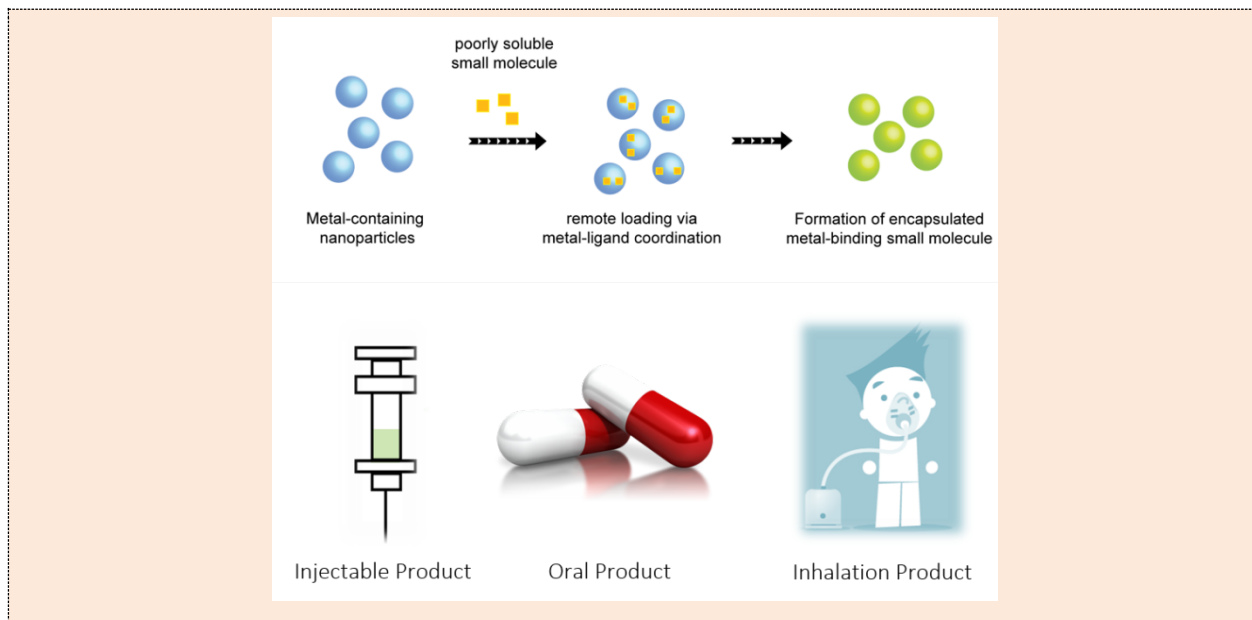 poorly soluble
small molecule
Metal-containing
nanoparticles
remote loading via
metal-ligand coordination
Formation of encapsulated
metal-binding small molecule
Injectable Product
Oral Product
Inhalation Product